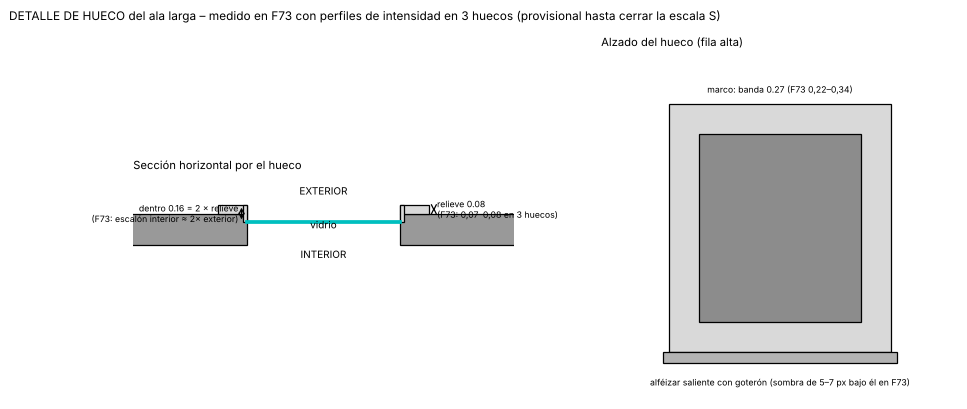 DETALLE DE HUECO del ala larga – medido en F73 con perfiles de intensidad en 3 huecos (provisional hasta cerrar la escala S)
Alzado del hueco (fila alta)
marco: banda 0.27 (F73 0,22–0,34)
Sección horizontal por el hueco
EXTERIOR
dentro 0.16 = 2 × relieve
(F73: escalón interior ≈ 2× exterior)
relieve 0.08
(F73: 0,07–0,08 en 3 huecos)
vidrio
INTERIOR
alféizar saliente con goterón (sombra de 5–7 px bajo él en F73)